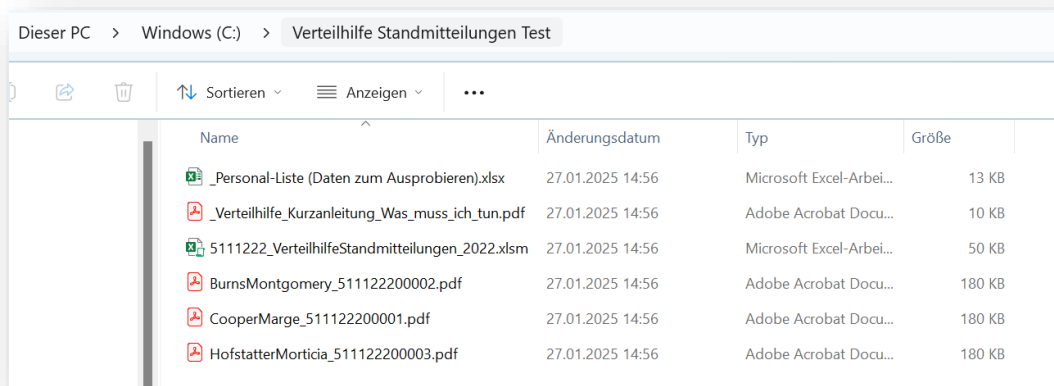 Dieser PC > Windows (C:) > Verteilhilfe Standmitteilungen Test
Sortieren Anzeigen ...
Name Änderungsdatum Typ Größe
_Personal-Liste (Daten zum Ausprobieren).xlsx 27.01.2025 14:56 Microsoft Excel-Arbei... 13 KB
_Verteilhilfe_Kurzanleitung_Was_muss_ich_tun.pdf 27.01.2025 14:56 Adobe Acrobat Docu... 10 KB
5111222_VerteilhilfeStandmitteilungen_2022.xlsm 27.01.2025 14:56 Microsoft Excel-Arbei... 50 KB
BurnsMontgomery_511122200002.pdf 27.01.2025 14:56 Adobe Acrobat Docu... 180 KB
CooperMarge_511122200001.pdf 27.01.2025 14:56 Adobe Acrobat Docu... 180 KB
HofstatterMorticia_511122200003.pdf 27.01.2025 14:56 Adobe Acrobat Docu... 180 KB